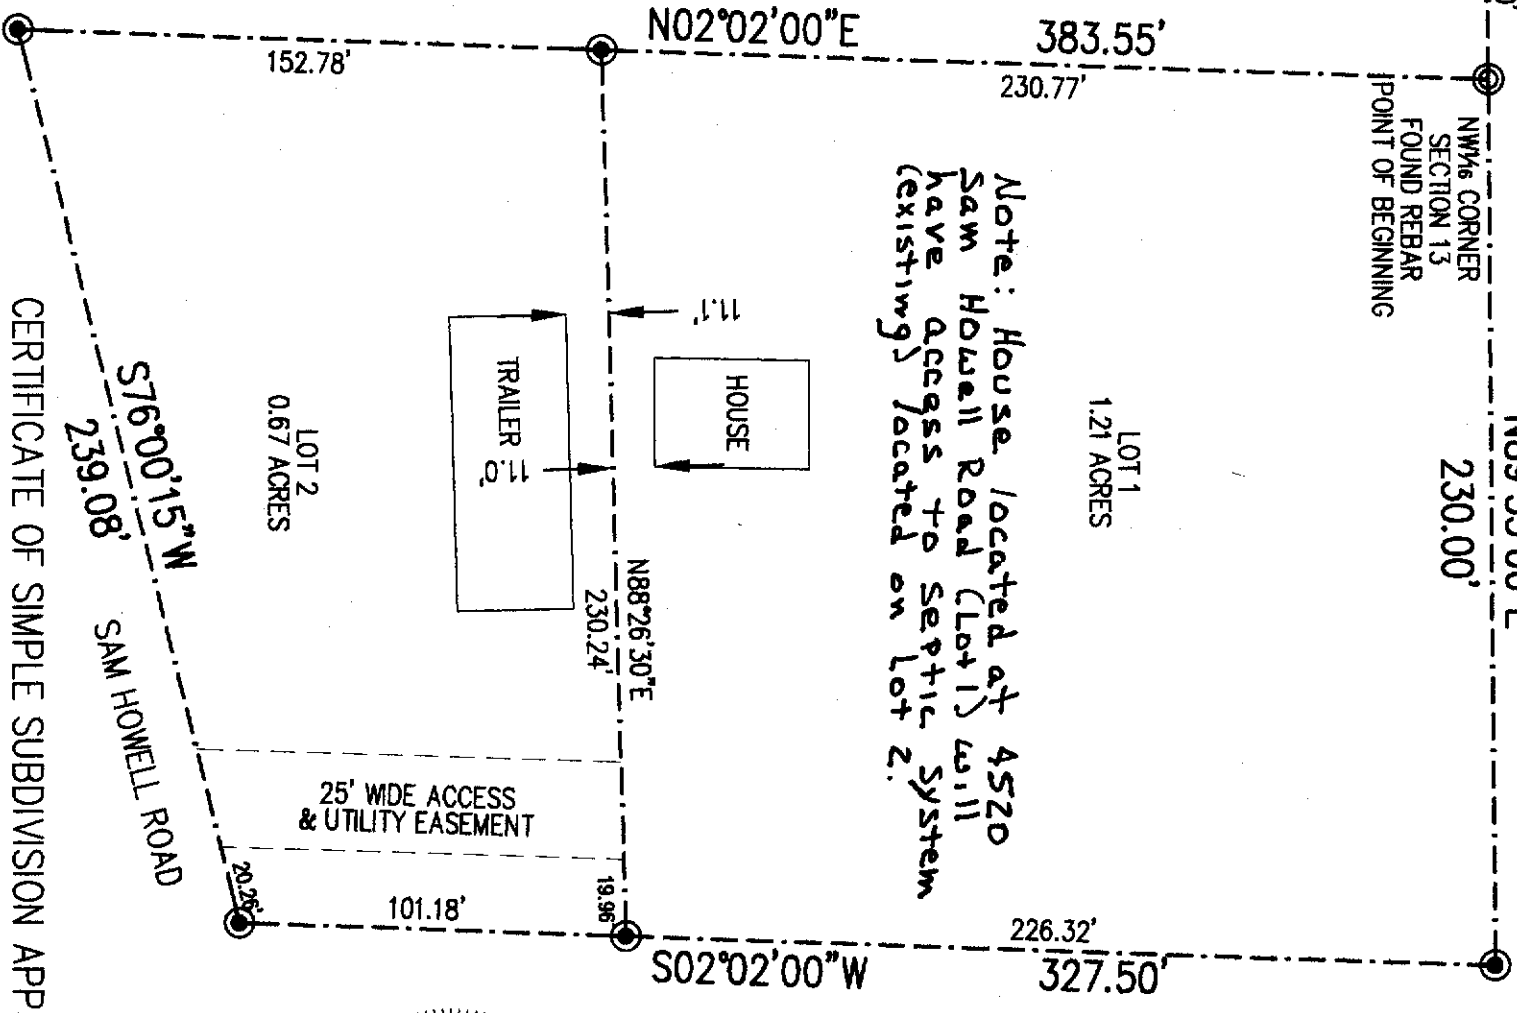 N02°02'00"E
383.55'
152.78'
230.77'
NW1/16 CORNER
SECTION 13
FOUND REBAR
POINT OF BEGINNING
230.00'
Note: House located at 4520
Sam Howell Road (Lot 1) will
have access to septic system
(existing) located on Lot 2.
LOT 1
1.21 ACRES
11.1'
HOUSE
TRAILER
11.0'
N88°26'30"E
230.24'
LOT 2
0.67 ACRES
S76°00'15"W
239.08'
SAM HOWELL ROAD
25' WIDE ACCESS
& UTILITY EASEMENT
20.26'
19.96
101.18'
226.32'
S02°02'00"W
327.50'
CERTIFICATE OF SIMPLE SUBDIVISION APP